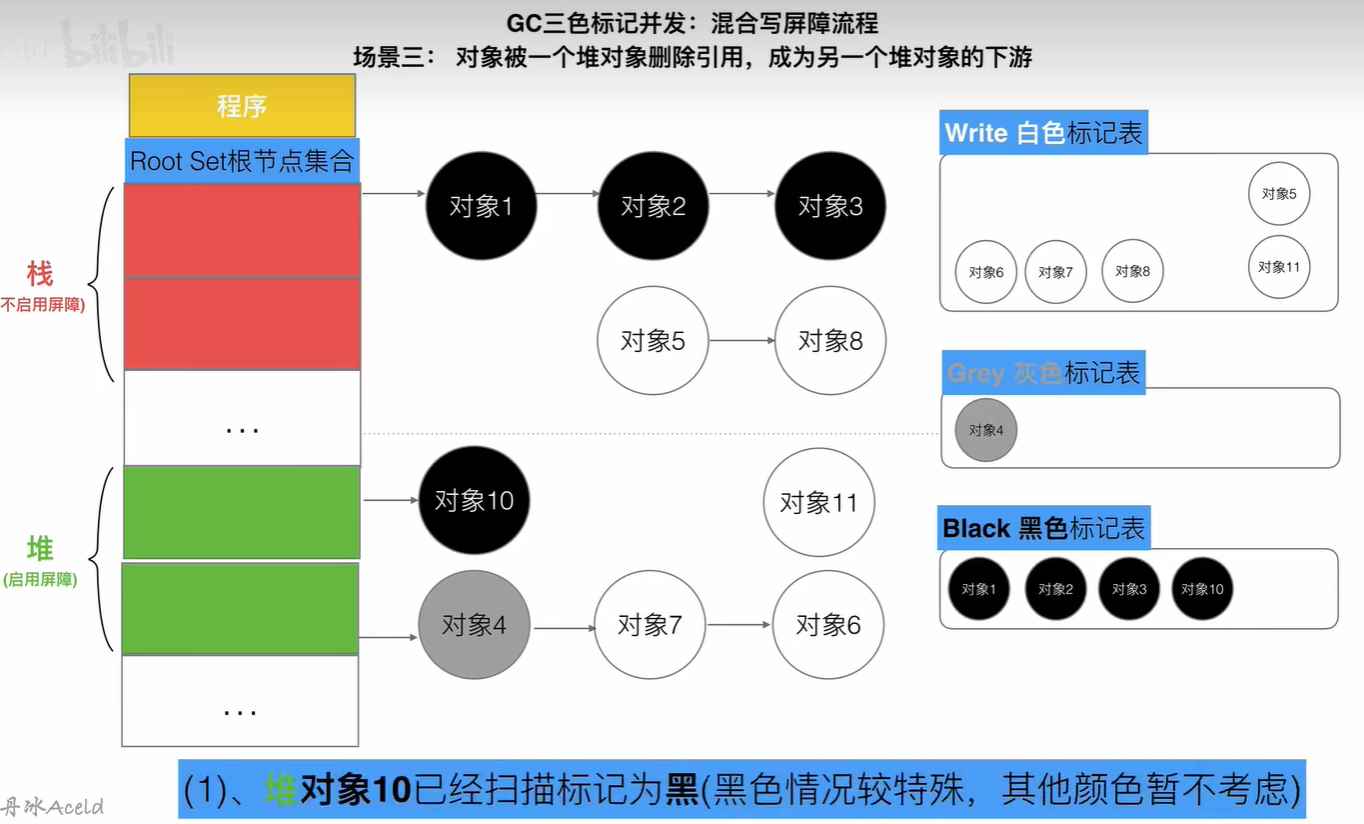 bilibili
GC三色标记并发：混合写屏障流程
场景三： 对象被一个堆对象删除引用，成为另一个堆对象的下游
程序
Root Set根节点集合
栈
不启用屏障)
...
堆
(启用屏障)
...
对象1
对象2
对象3
对象5
对象8
对象10
对象11
对象4
对象7
对象6
Write 白色标记表
对象5
对象6
对象7
对象8
对象11
Grey 灰色标记表
对象4
Black 黑色标记表
对象1
对象2
对象3
对象10
(1)、堆对象10已经扫描标记为黑(黑色情况较特殊，其他颜色暂不考虑)
丹冰Aceld